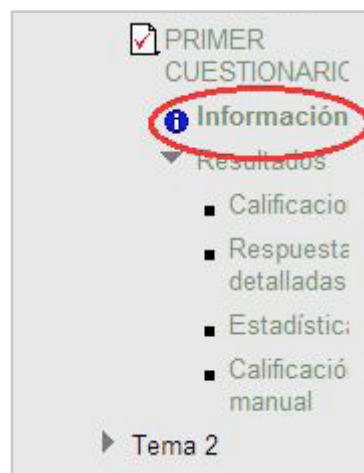 PRIMER
CUESTIONARIC
Información
Resultados
Calificacio
Respuesta
detalladas
Estadística
Calificació
manual
Tema 2